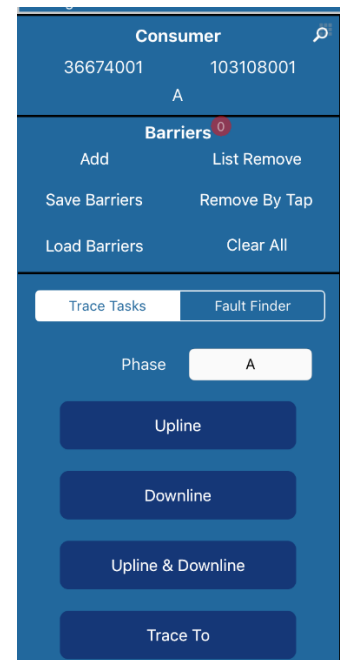 Consumer
36674001 103108001
A
Barriers 0
Add List Remove
Save Barriers Remove By Tap
Load Barriers Clear All
Trace Tasks Fault Finder
Phase A
Upline
Downline
Upline & Downline
Trace To